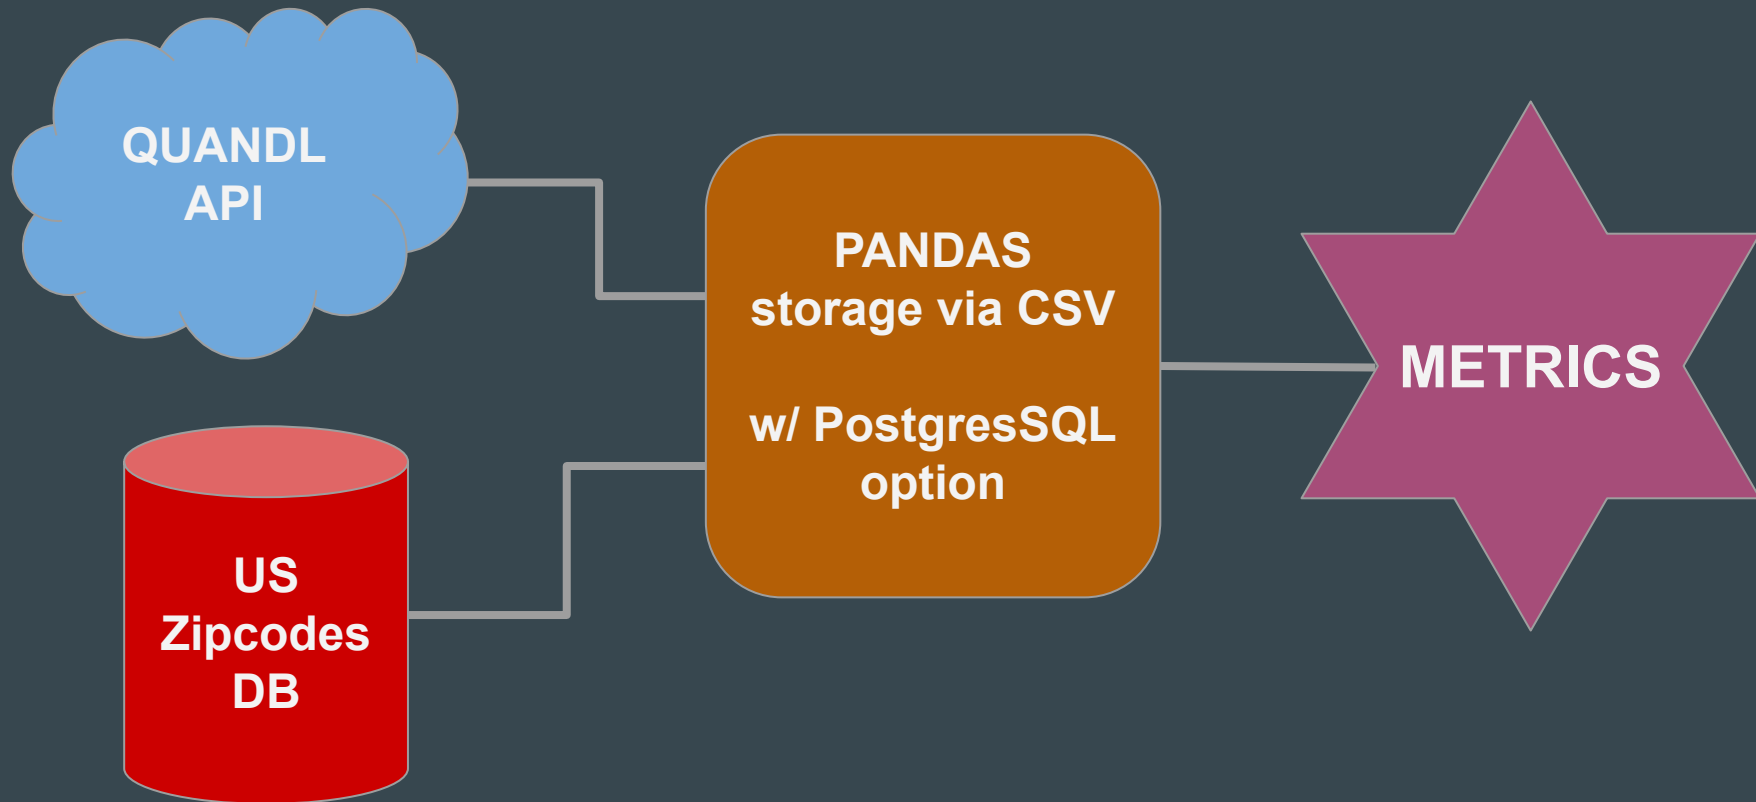 QUANDL
API
PANDAS
storage via CSV
w/ PostgresSQL
option
METRICS
US
Zipcodes
DB